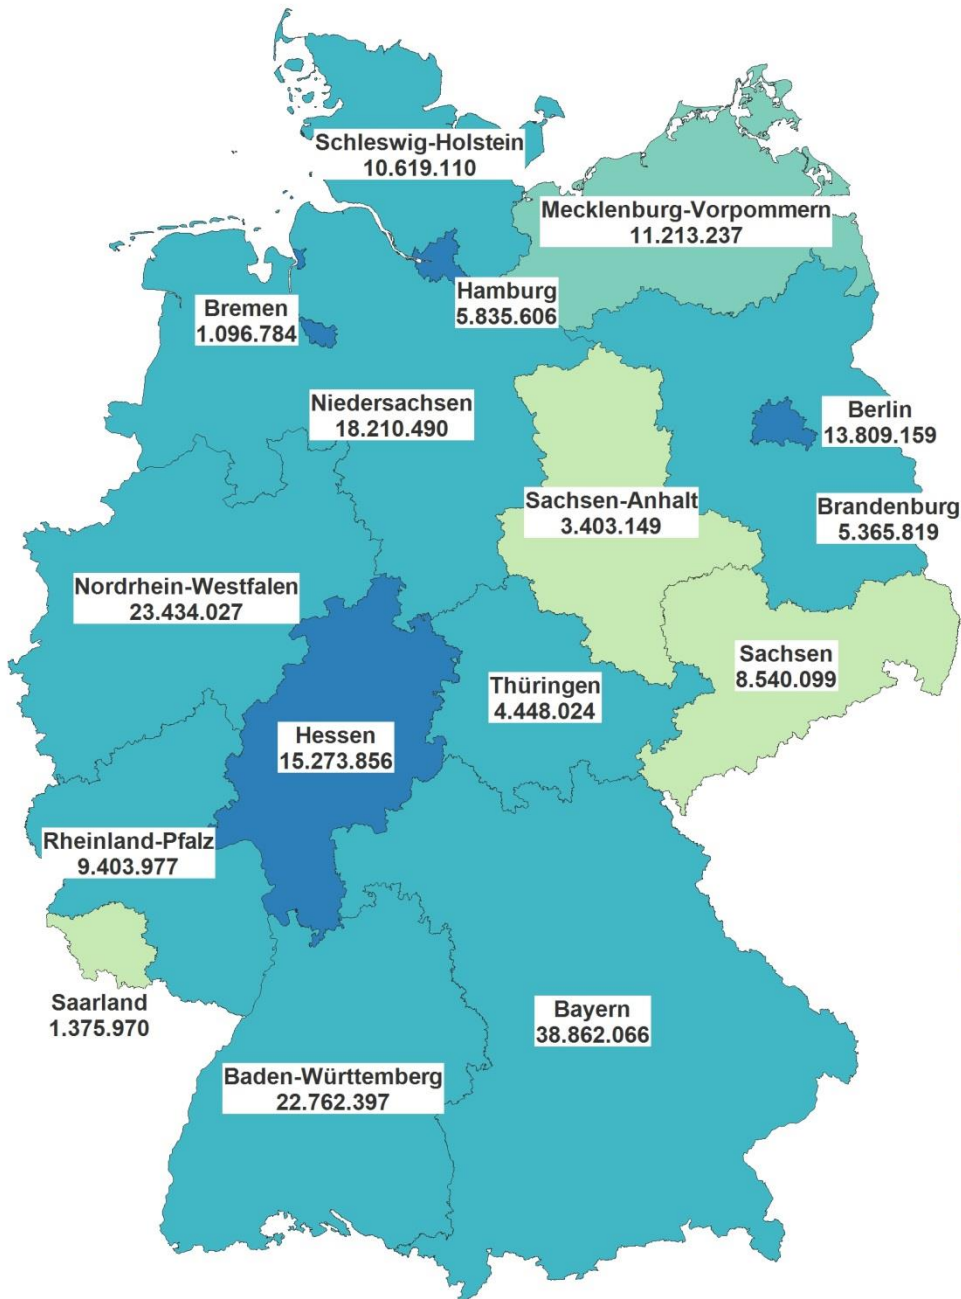 Schleswig-Holstein
10.619.110
Mecklenburg-Vorpommern
11.213.237
Hamburg
5.835.606
Bremen
1.096.784
Niedersachsen
18.210.490
Berlin
13.809.159
Sachsen-Anhalt
3.403.149
Brandenburg
5.365.819
Nordrhein-Westfalen
23.434.027
Sachsen
8.540.099
Thüringen
4.448.024
Hessen
15.273.856
Rheinland-Pfalz
9.403.977
Saarland
1.375.970
Bayern
38.862.066
Baden-Württemberg
22.762.397